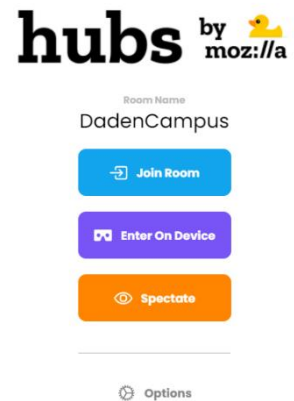 hubs by
moz://a
Room Name
DadenCampus
Join Room
Enter On Device
Spectate
Options